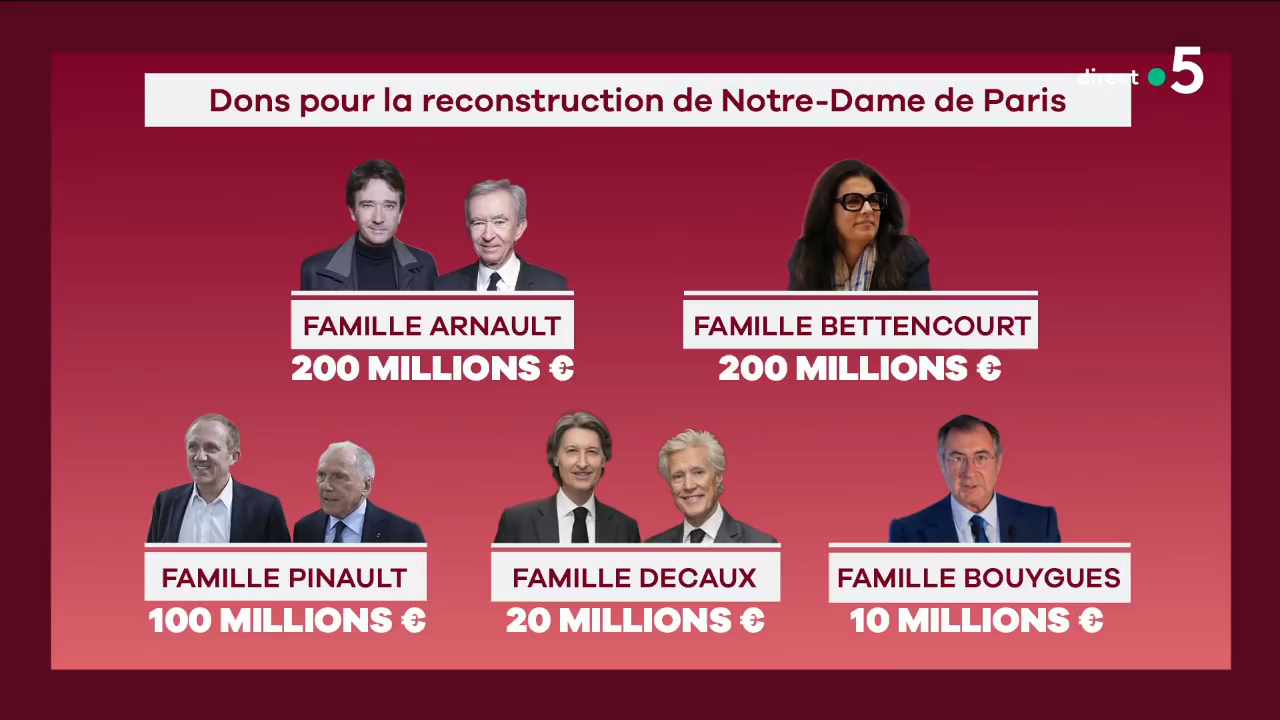 direct 5
Dons pour la reconstruction de Notre-Dame de Paris
FAMILLE ARNAULT
200 MILLIONS €
FAMILLE BETTENCOURT
200 MILLIONS €
FAMILLE PINAULT
100 MILLIONS €
FAMILLE DECAUX
20 MILLIONS €
FAMILLE BOUYGUES
10 MILLIONS €